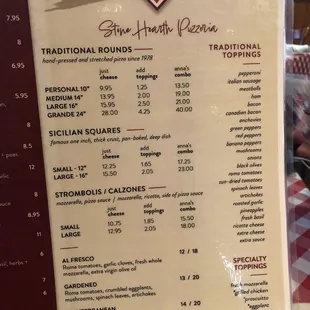 Stone Hearth Pizzeria
TRADITIONAL ROUNDS
hand-pressed and stretched pizza since 1978
just cheese add toppings anna's combo
PERSONAL 10" 9.95 1.25 13.50
MEDIUM 14" 12.95 2.00 19.00
LARGE 16" 15.95 2.50 21.00
GRANDE 24" 28.00 4.25 40.00
SICILIAN SQUARES
famous one inch, thick crust, pan-baked, deep dish
just cheese add toppings anna's combo
SMALL - 12" 12.25 1.65 17.25
LARGE - 16" 15.50 2.05 23.00
STROMBOLIS / CALZONES
mozzarella, pizza sauce | mozzarella, ricotta, side of pizza sauce
just cheese add toppings anna's combo
SMALL 10.75 1.85 15.50
LARGE 12.95 2.05 18.00
AL FRESCO 12 / 18
Roma tomatoes, garlic-cloves, fresh whole
mozzarella, extra virgin olive oil
GARDENED 13 / 20
Roma tomatoes, crumbled eggplants,
mushrooms, spinach leaves, artichokes
14 / 20
TRADITIONAL
TOPPINGS
pepperoni
italian sausage
meatballs
ham
bacon
canadian bacon
anchovies
green peppers
red peppers
banana peppers
mushrooms
onions
black olives
roma tomatoes
sun-dried tomatoes
spinach leaves
artichokes
roasted garlic
pineapples
fresh basil
ricotta cheese
extra cheese
extra sauce
SPECIALTY
TOPPINGS
fresh mozzarella
grilled chicken
prosciutto
eggplant
7.95
5.95
8.95
6.95